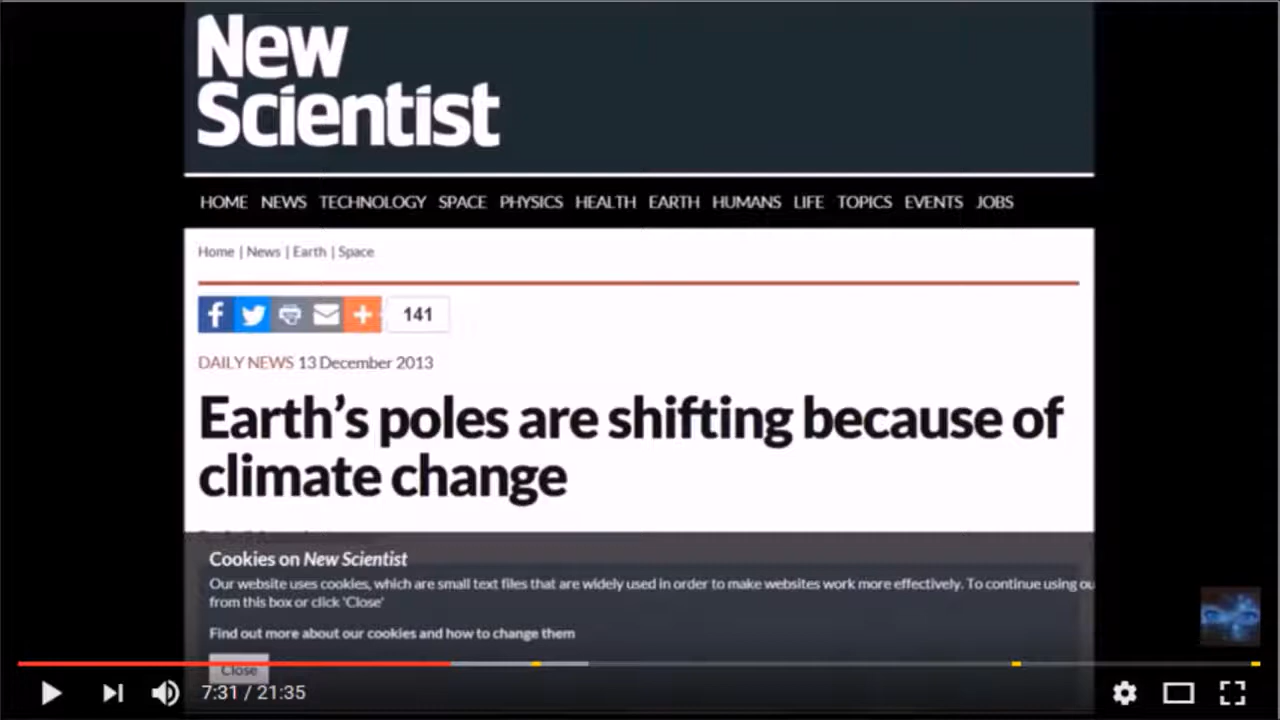 New
Scientist
HOME NEWS TECHNOLOGY SPACE PHYSICS HEALTH EARTH HUMANS LIFE TOPICS EVENTS JOBS
Home | News | Earth | Space
141
DAILY NEWS 13 December 2013
Earth's poles are shifting because of
climate change
Cookies on New Scientist
Our website uses cookies, which are small text files that are widely used in order to make websites work more effectively. To continue using
from this box or click 'Close'
Find out more about our cookies and how to change them
Close
7:31 / 21:35